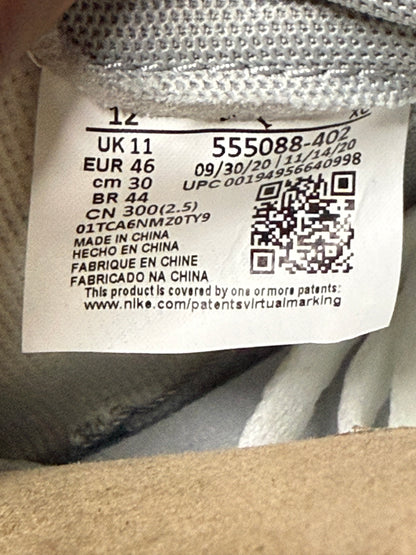 12
UK 11
EUR 46
cm 30
BR 44
CN 300(2.5)
01TCA6NMZ0TY9
MADE IN CHINA
HECHO EN CHINA
FABRIQUE EN CHINE
FABRICADO NA CHINA
555088-402
09/30/20 | 11/14/20
UPC 00194956640998
This product is covered by one or more patents:
www.nike.com/patentsvirtualmarking